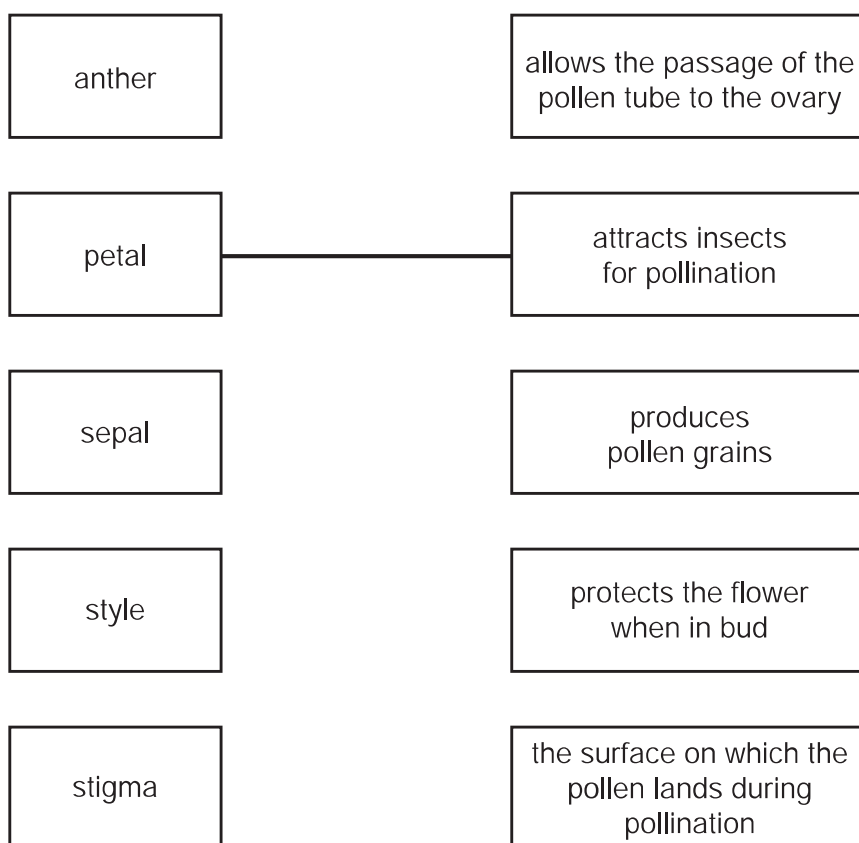 anther
allows the passage of the
pollen tube to the ovary
petal
attracts insects
for pollination
sepal
produces
pollen grains
style
protects the flower
when in bud
stigma
the surface on which the
pollen lands during
pollination